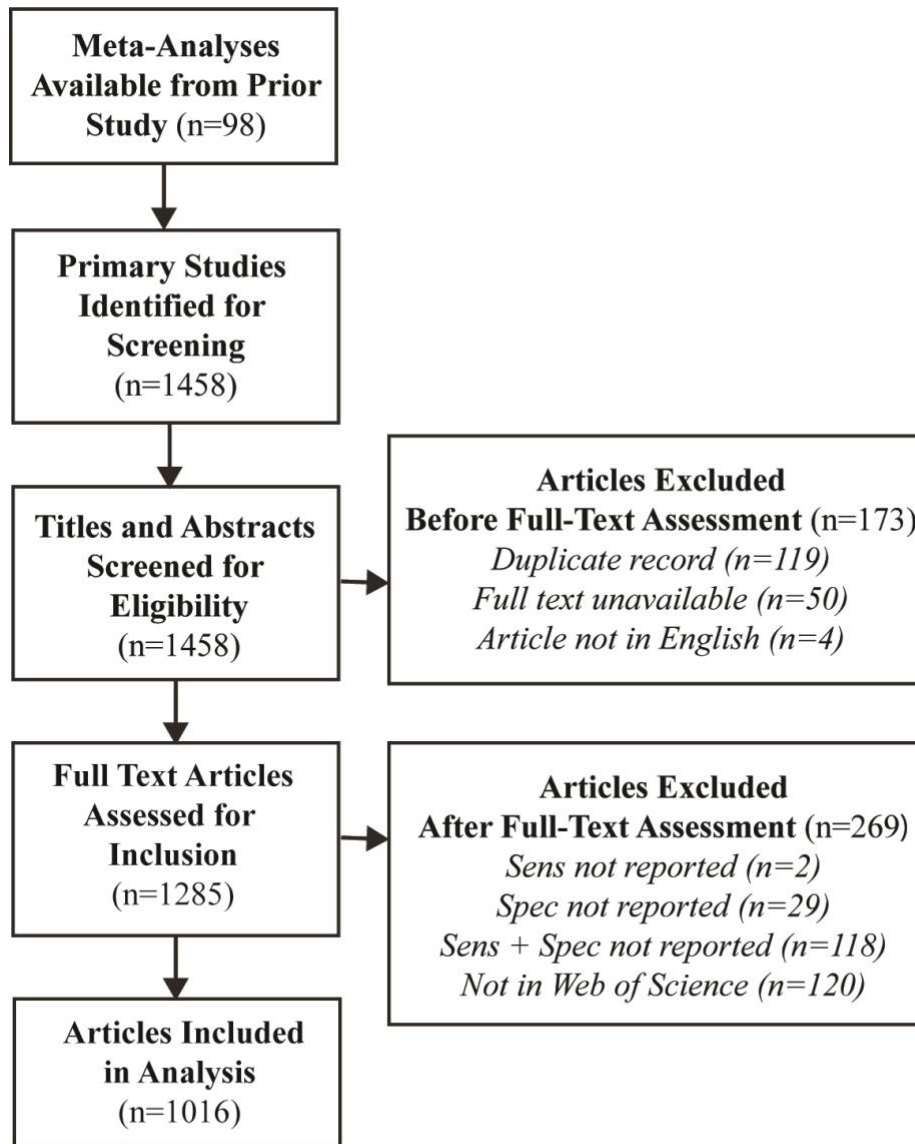 Meta-Analyses
Available from Prior
Study (n=98)
Primary Studies
Identified for
Screening
(n=1458)
Titles and Abstracts
Screened for
Eligibility
(n=1458)
Articles Excluded
Before Full-Text Assessment (n=173)
Duplicate record (n=119)
Full text unavailable (n=50)
Article not in English (n=4)
Full Text Articles
Assessed for
Inclusion
(n=1285)
Articles Excluded
After Full-Text Assessment (n=269)
Sens not reported (n=2)
Spec not reported (n=29)
Sens + Spec not reported (n=118)
Not in Web of Science (n=120)
Articles Included
in Analysis
(n=1016)